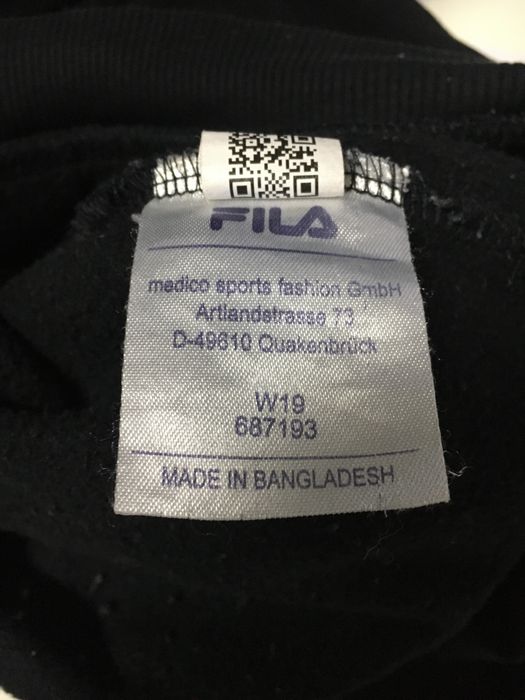 FILA
medico sports fashion GmbH
Artlandstrasse 73
D-49610 Quakenbrück
W19
687193
MADE IN BANGLADESH